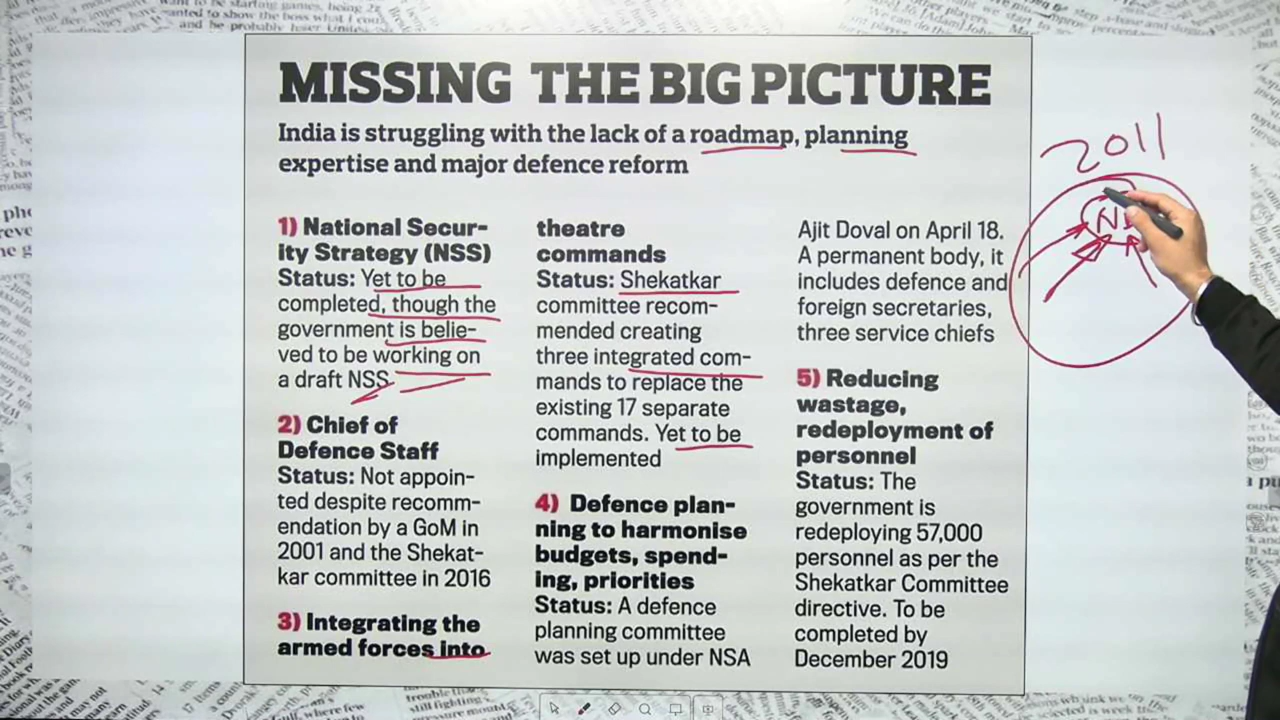 MISSING THE BIG PICTURE
India is struggling with the lack of a roadmap, planning
expertise and major defence reform
1) National Secur-
ity Strategy (NSS)
Status: Yet to be
completed, though the
government is belie-
ved to be working on
a draft NSS
2) Chief of
Defence Staff
Status: Not appoin-
ted despite recomm-
endation by a GoM in
2001 and the Shekat-
kar committee in 2016
3) Integrating the
armed forces into
theatre
commands
Status: Shekatkar
committee recom-
mended creating
three integrated com-
mands to replace the
existing 17 separate
commands. Yet to be
implemented
4) Defence plan-
ning to harmonise
budgets, spend-
ing, priorities
Status: A defence
planning committee
was set up under NSA
Ajit Doval on April 18.
A permanent body, it
includes defence and
foreign secretaries,
three service chiefs
5) Reducing
wastage,
redeployment of
personnel
Status: The
government is
redeploying 57,000
personnel as per the
Shekatkar Committee
directive. To be
completed by
December 2019
2011